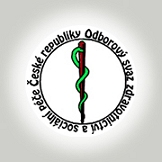 Odborový svaz zdravotnictví a sociální péče České republiky